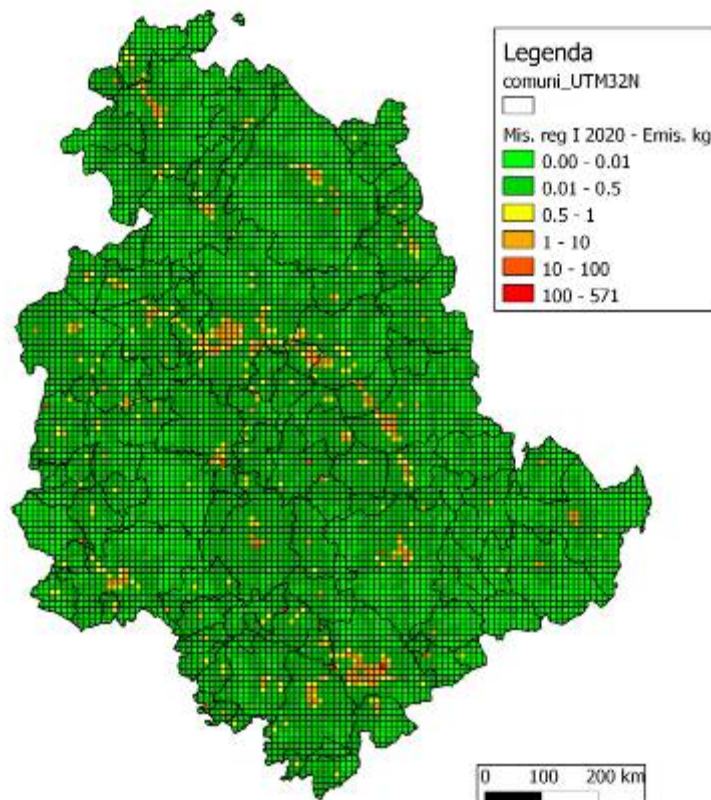 Legenda
comuni_UTM32N
Mis. reg I 2020 - Emis. kg
0.00 - 0.01
0.01 - 0.5
0.5 - 1
1 - 10
10 - 100
100 - 571
0 100 200 km